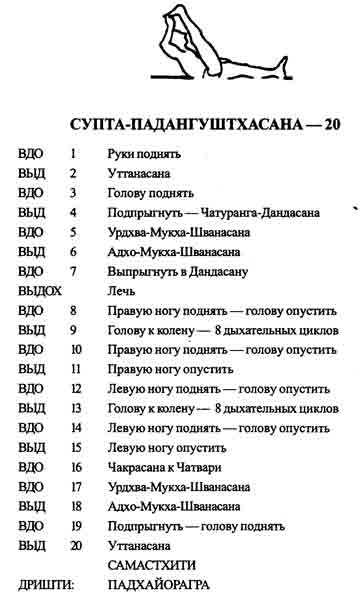 СУПТА-ПАДАНГУШТХАСАНА — 20
ВДО 1 Руки поднять
ВЫД 2 Уттанасана
ВДО 3 Голову поднять
ВЫД 4 Подпрыгнуть — Чатуранга-Дандасана
ВДО 5 Урдхва-Мукха-Шванасана
ВЫД 6 Адхо-Мукха-Шванасана
ВДО 7 Выпрыгнуть в Дандасану
ВЫДОХ Лечь
ВДО 8 Правую ногу поднять — голову опустить
ВЫД 9 Голову к колену — 8 дыхательных циклов
ВДО 10 Правую ногу поднять — голову опустить
ВЫД 11 Правую ногу опустить
ВДО 12 Левую ногу поднять — голову опустить
ВЫД 13 Голову к колену — 8 дыхательных циклов
ВДО 14 Левую ногу поднять — голову опустить
ВЫД 15 Левую ногу опустить
ВДО 16 Чакрасана к Чатвари
ВДО 17 Урдхва-Мукха-Шванасана
ВЫД 18 Адхо-Мукха-Шванасана
ВДО 19 Подпрыгнуть — голову поднять
ВЫД 20 Уттанасана
САМАСТХИТИ
ДРИШТИ: ПАДХАЙОРАГРА